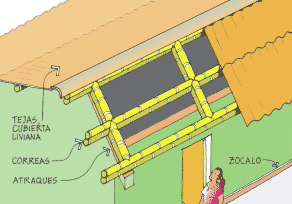 TEJAS,
CUBIERTA
LIVIANA
CORREAS
ATRAQUES
ZOCALO